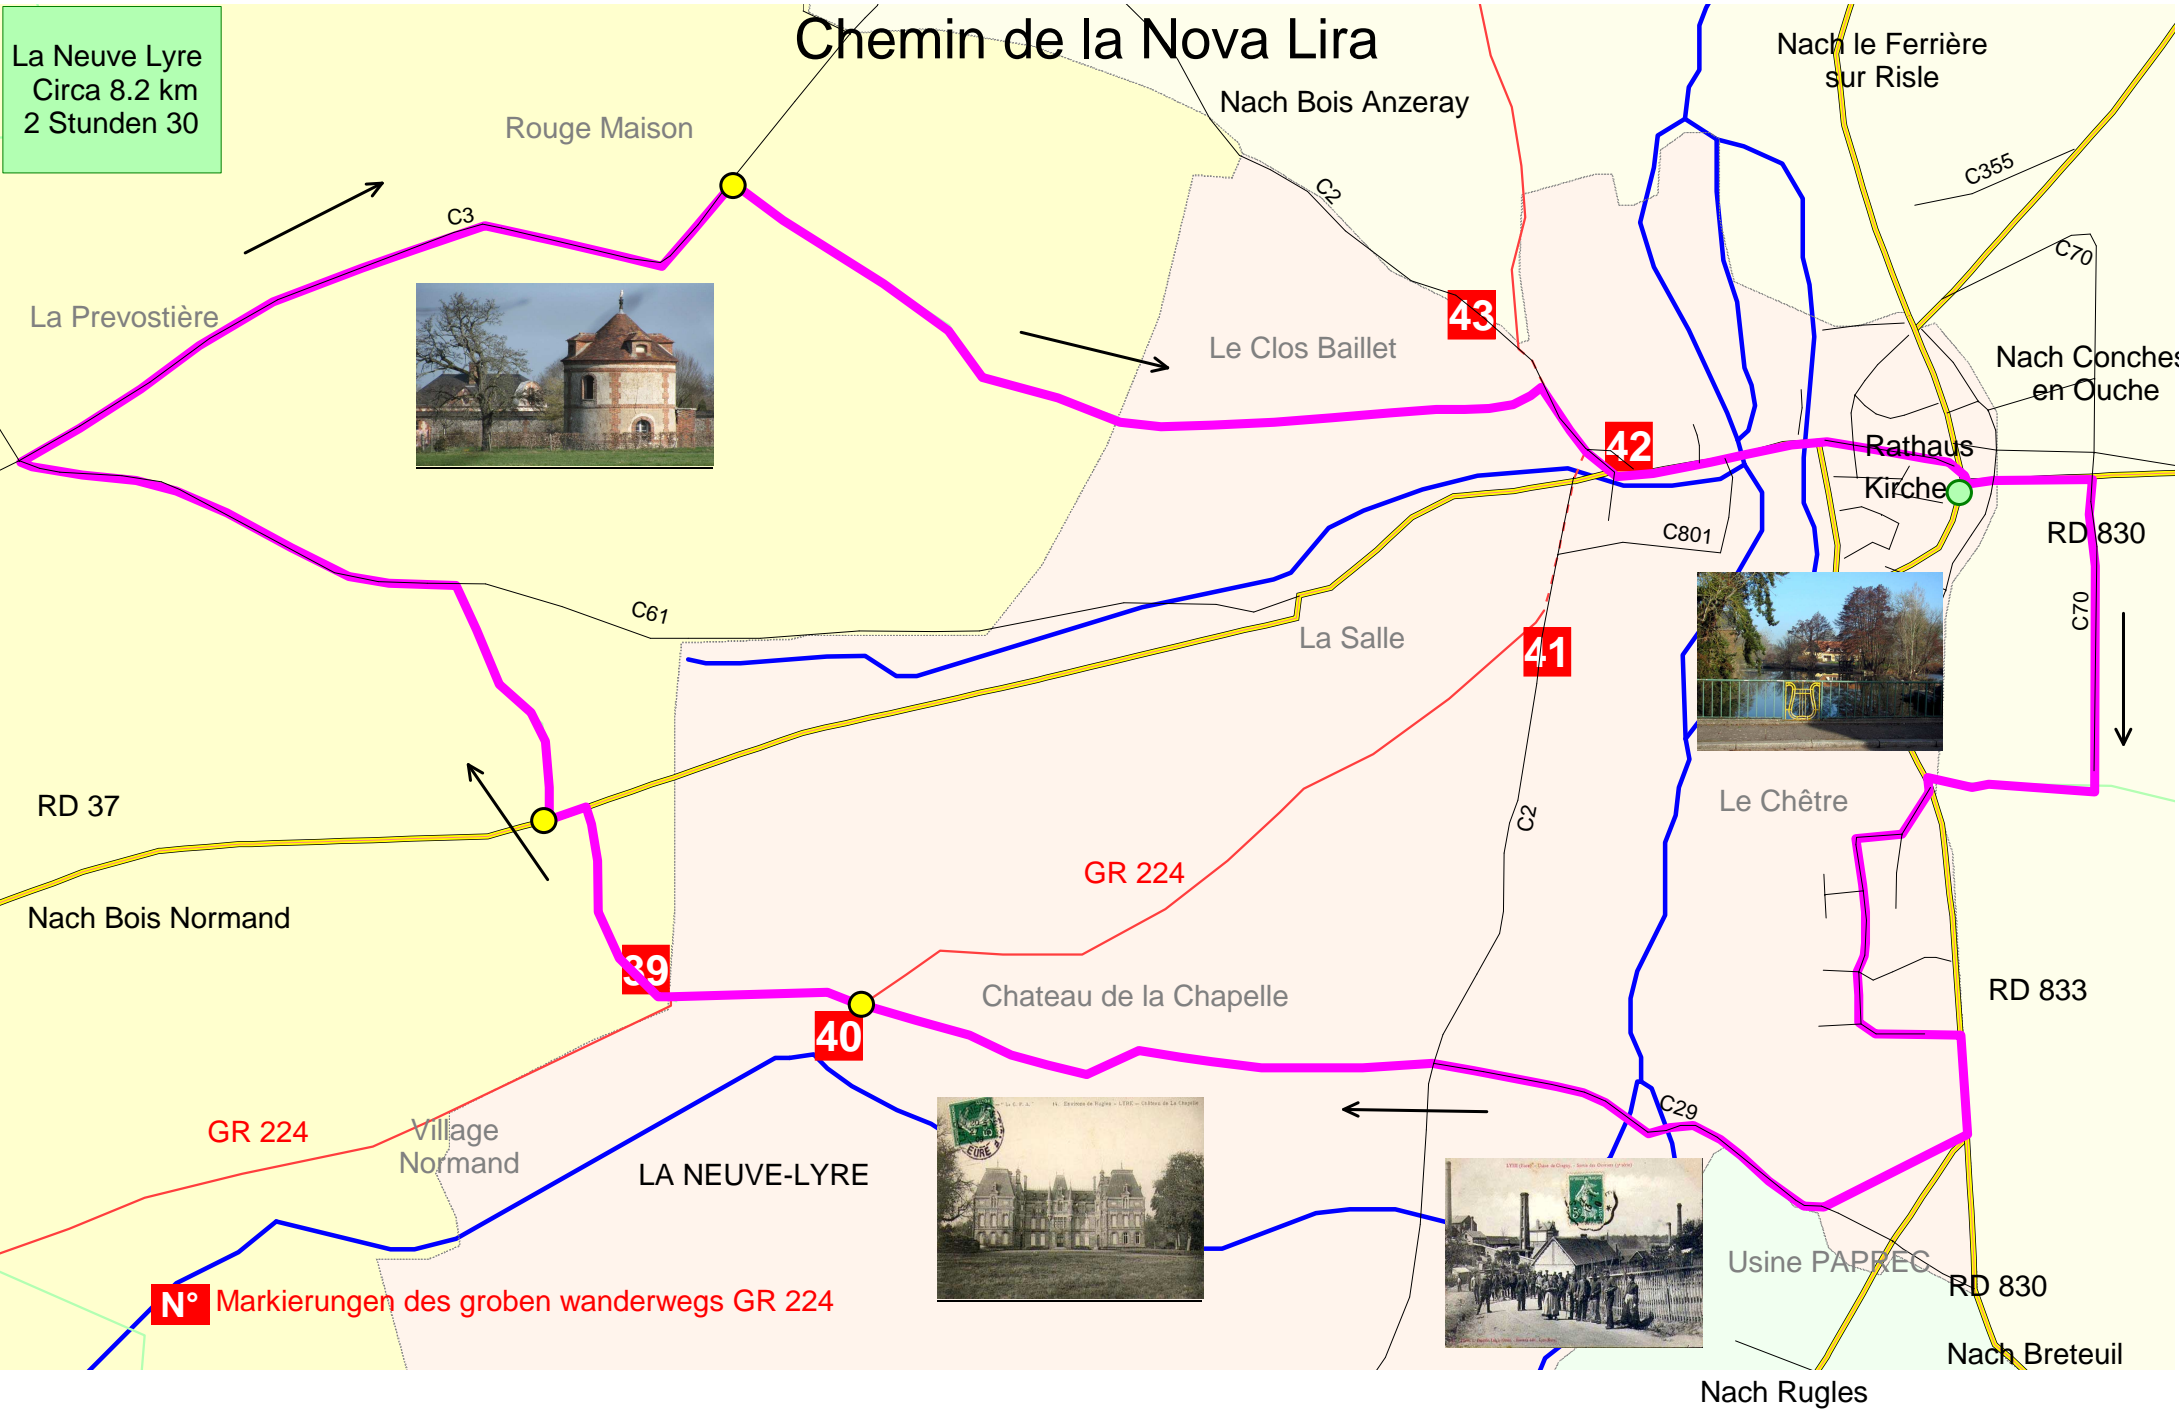 Chemin de la Nova Lira
La Neuve Lyre
Circa 8.2 km
2 Stunden 30
Nach le Ferrière
sur Risle
Nach Bois Anzeray
Rouge Maison
C355
C2
C3
C70
La Prevostière
43
Le Clos Baillet
Nach Conches
en Ouche
42
Rathaus
Kirche
RD 830
C801
C61
C70
La Salle
41
RD 37
Le Chêtre
C2
GR 224
Nach Bois Normand
39
Chateau de la Chapelle
RD 833
40
C29
GR 224
Village
Normand
LA NEUVE-LYRE
EURE
Usine PAPREC
RD 830
N° Markierungen des groben wanderwegs GR 224
Nach Breteuil
Nach Rugles